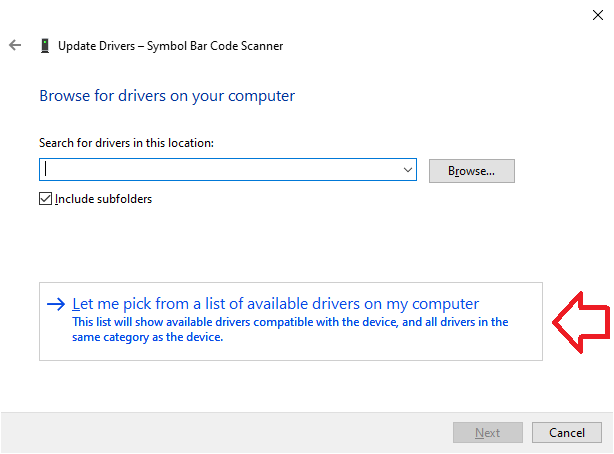 Update Drivers – Symbol Bar Code Scanner
Browse for drivers on your computer
Search for drivers in this location:
Browse...
Include subfolders
Let me pick from a list of available drivers on my computer
This list will show available drivers compatible with the device, and all drivers in the
same category as the device.
Next
Cancel